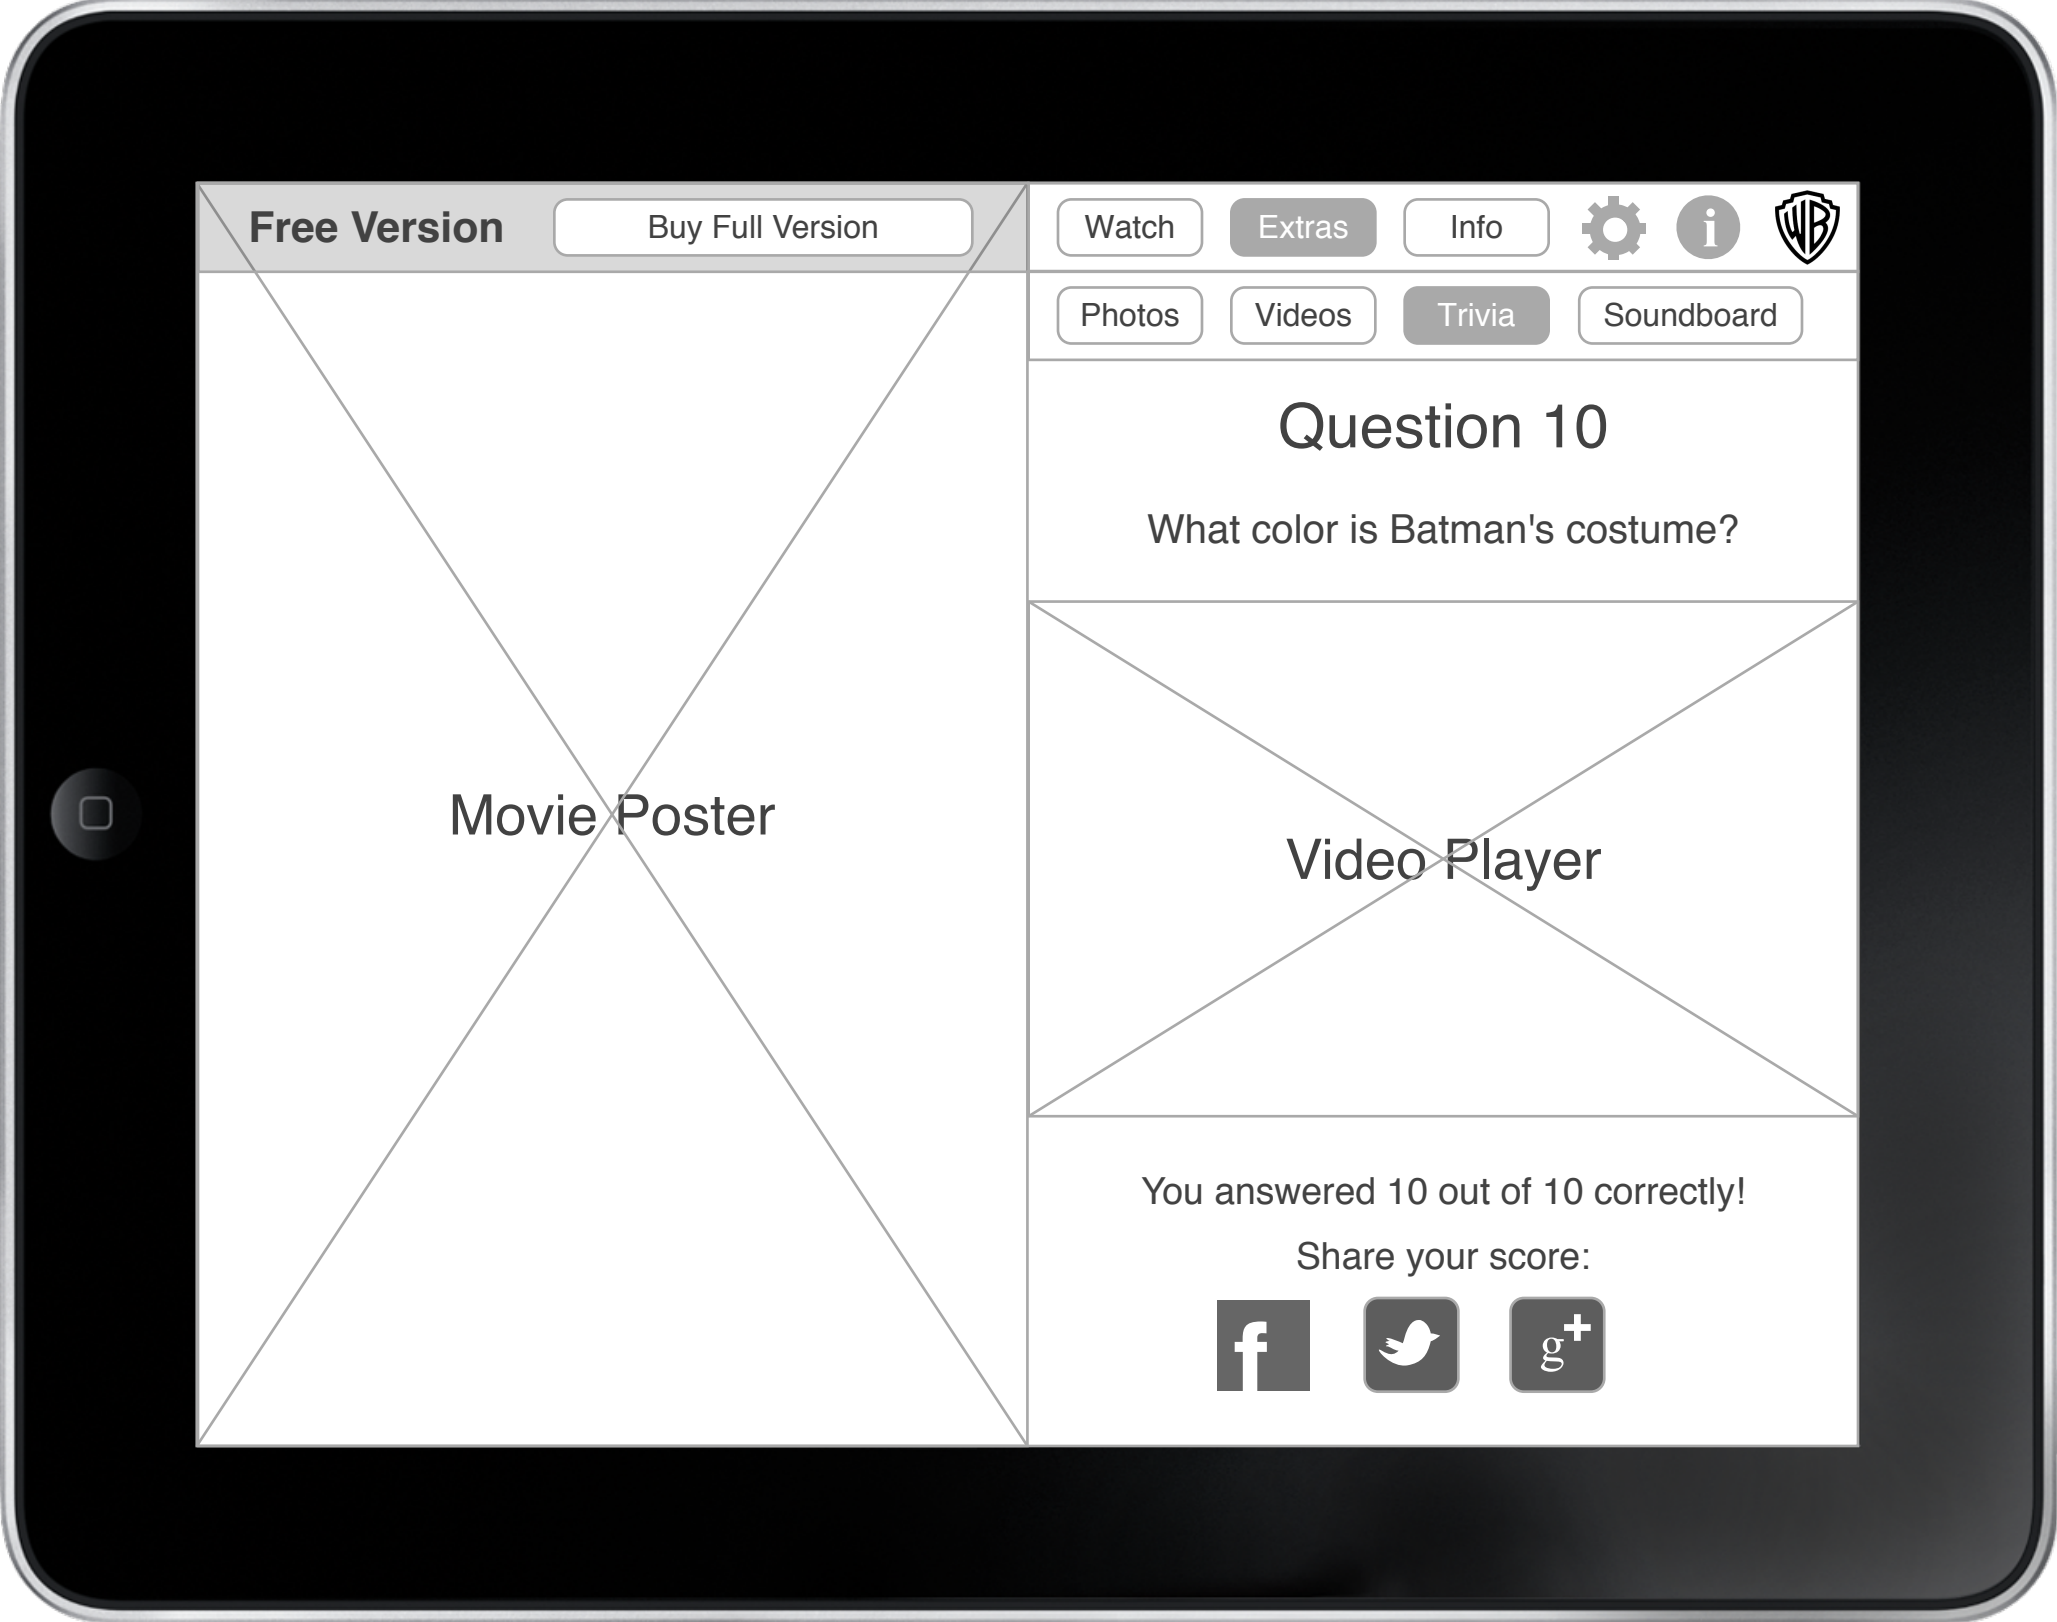 Free Version
Buy Full Version
Watch
Extras
Info
i
WB
Photos
Videos
Trivia
Soundboard
Question 10
What color is Batman's costume?
Movie Poster
Video Player
You answered 10 out of 10 correctly!
Share your score:
f
g+